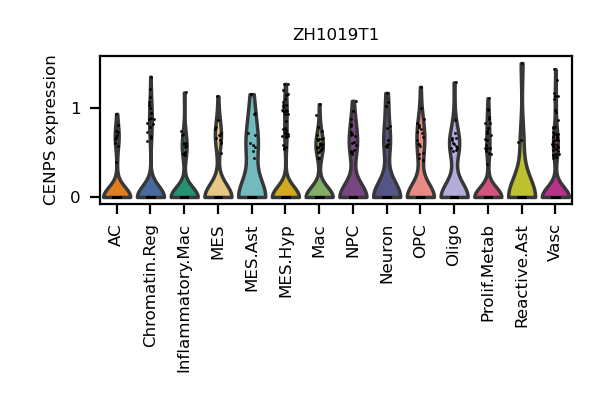 ZH1019T1
CENPS expression
1
0
AC
Chromatin.Reg
Inflammatory.Mac
MES
MES.Ast
MES.Hyp
Mac
NPC
Neuron
OPC
Oligo
Prolif.Metab
Reactive.Ast
Vasc